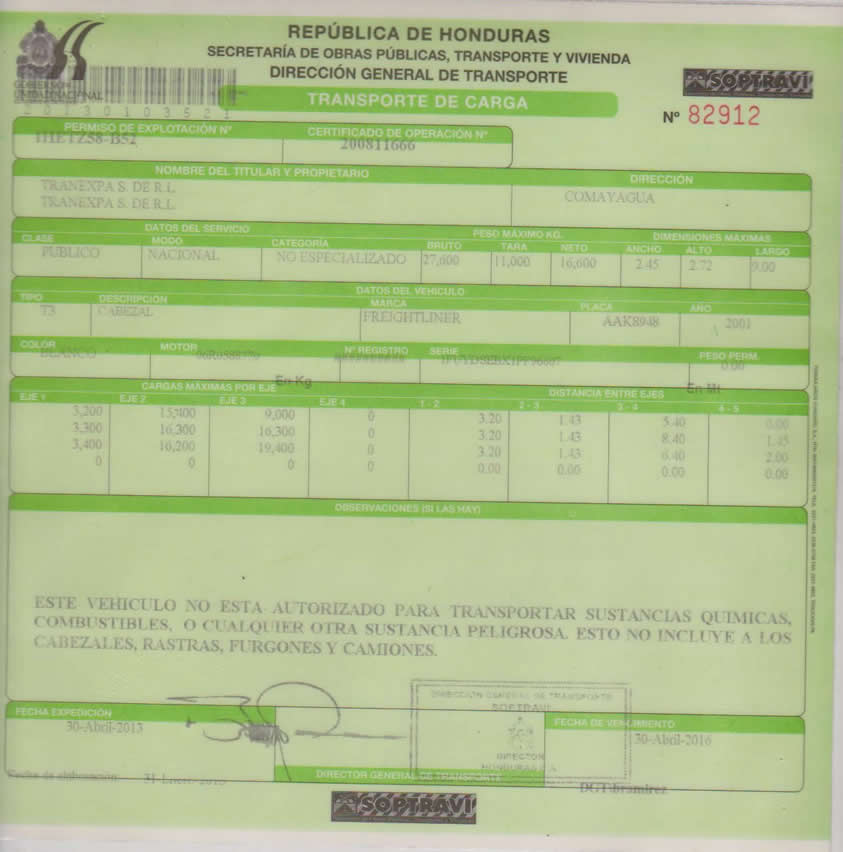 REPÚBLICA DE HONDURAS
SECRETARÍA DE OBRAS PÚBLICAS, TRANSPORTE Y VIVIENDA
DIRECCIÓN GENERAL DE TRANSPORTE
SOPTRAVI
TRANSPORTE DE CARGA
Nº 82912
PERMISO DE EXPLOTACIÓN Nº CERTIFICADO DE OPERACIÓN Nº
200811666
NOMBRE DEL TITULAR Y PROPIETARIO DIRECCIÓN
TRANEXPA S. DE R.L. COMAYAGUA
TRANEXPA S. DE R.L.
DATOS DEL SERVICIO PESO MÁXIMO KG. DIMENSIONES MÁXIMAS
CLASE MODO CATEGORÍA BRUTO TARA NETO ANCHO ALTO LARGO
PUBLICO NACIONAL NO ESPECIALIZADO 27,600 11,000 16,600 2.45 2.72 9.00
DATOS DEL VEHICULO
TIPO DESCRIPCIÓN MARCA PLACA AÑO
T3 CABEZAL FREIGHTLINER AAK8948 2001
COLOR MOTOR Nº REGISTRO SERIE PESO PERM.
BLANCO 0.00
CARGAS MÁXIMAS POR EJE En Kg DISTANCIA ENTRE EJES En Mt
EJE 1 EJE 2 EJE 3 EJE 4 1 - 2 2 - 3 3 - 4 4 - 5
3,200 15,400 9,000 0 3.20 1.43 5.40 0.00
3,300 16,300 16,300 0 3.20 1.43 8.40 1.45
3,400 16,200 19,400 0 3.20 1.43 6.40 2.00
0 0 0 0 0.00 0.00 0.00 0.00
OBSERVACIONES (SI LAS HAY)
ESTE VEHICULO NO ESTA AUTORIZADO PARA TRANSPORTAR SUSTANCIAS QUIMICAS,
COMBUSTIBLES, O CUALQUIER OTRA SUSTANCIA PELIGROSA. ESTO NO INCLUYE A LOS
CABEZALES, RASTRAS, FURGONES Y CAMIONES.
DIRECCION GENERAL DE TRANSPORTE
SOPTRAVI
DIRECTOR
FECHA EXPEDICIÓN FECHA DE VENCIMIENTO
30-Abril-2013 30-Abril-2016
Fecha de elaboración
DIRECTOR GENERAL DE TRANSPORTE
SOPTRAVI